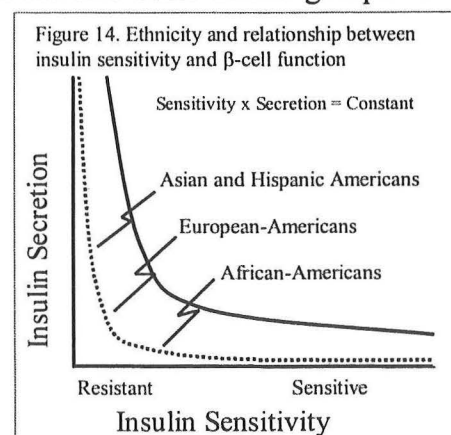 Figure 14. Ethnicity and relationship between
insulin sensitivity and β-cell function
Sensitivity x Secretion = Constant
Asian and Hispanic Americans
European-Americans
African-Americans
Insulin Secretion
Resistant Sensitive
Insulin Sensitivity